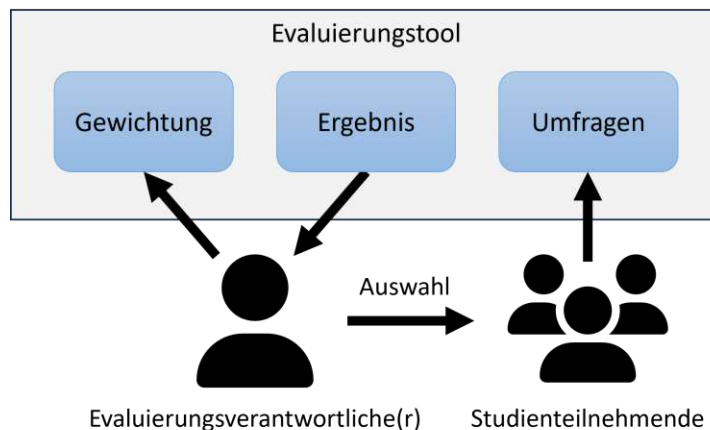 Evaluierungstool
Gewichtung
Ergebnis
Umfragen
Auswahl
Evaluierungsverantwortliche(r)
Studienteilnehmende